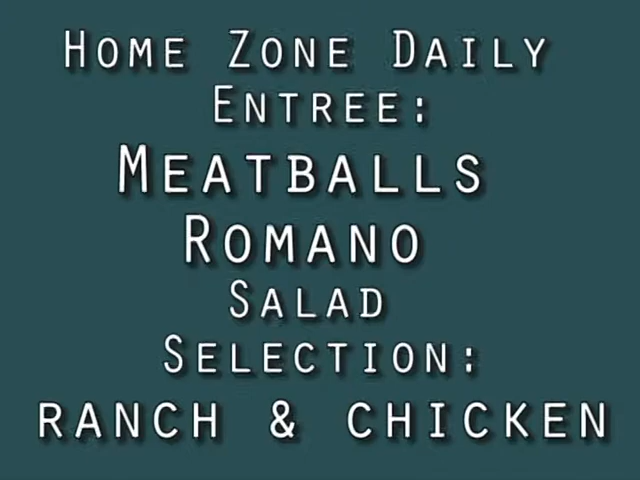 Home Zone Daily
Entree:
Meatballs
Romano
Salad
Selection:
RANCH & CHICKEN